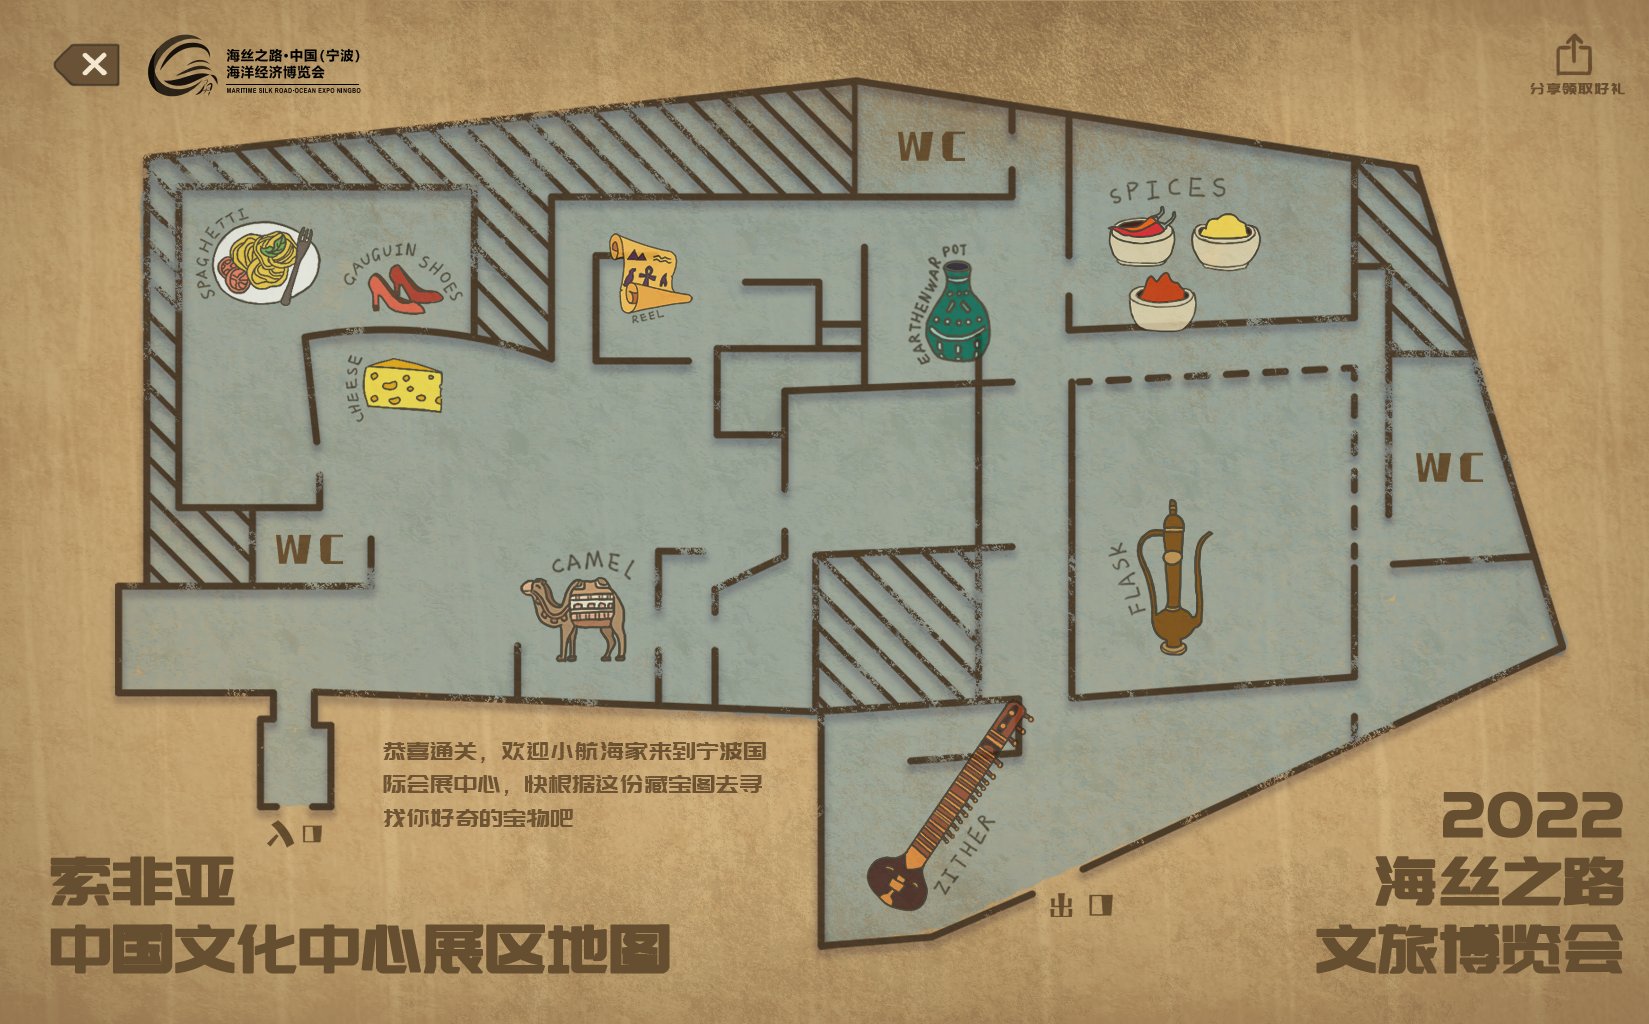 海丝之路·中国(宁波)
海洋经济博览会
MARITIME SILK ROAD·OCEAN EXPO NINGBO
分享领取好礼
WC
SPICES
SPAGHETTI
GAUGUIN SHOES
REEL
EARTHENWAR POT
CHEESE
WC
WC
CAMEL
FLASK
ZITHER
恭喜通关，欢迎小航海家来到宁波国
际会展中心，快根据这份藏宝图去寻
找你好奇的宝物吧
入口
出口
索非亚
中国文化中心展区地图
2022
海丝之路
文旅博览会